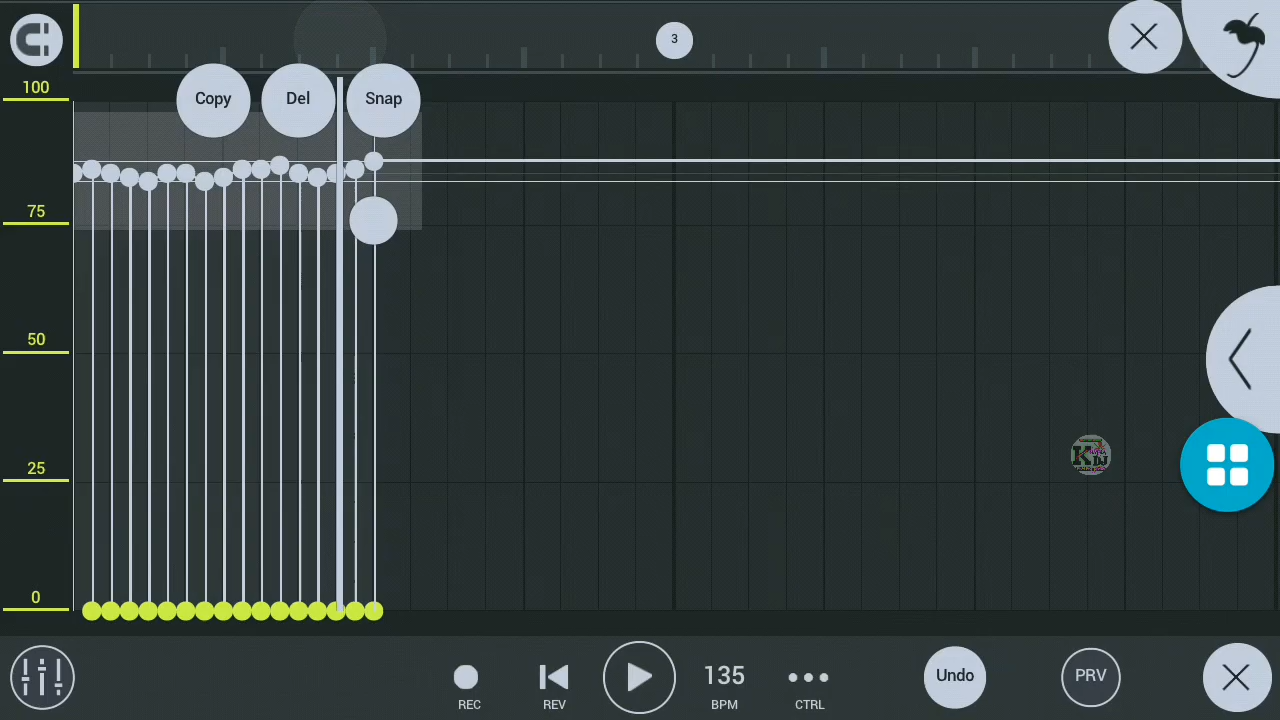 3
100
Copy
Del
Snap
75
50
25
0
135
Undo
PRV
REC
REV
BPM
CTRL